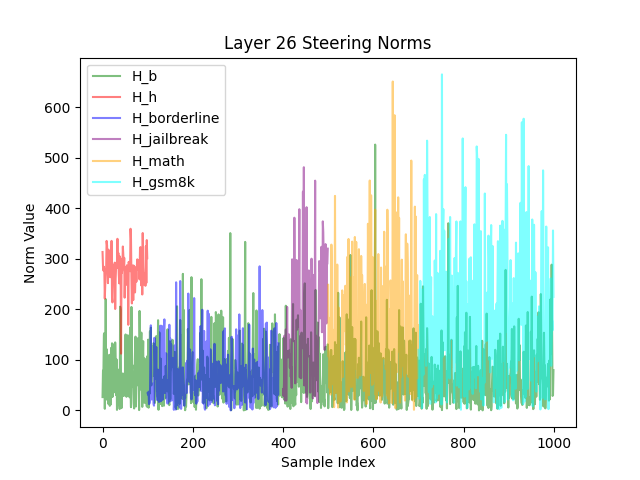 Layer 26 Steering Norms
H_b
H_h
H_borderline
H_jailbreak
H_math
H_gsm8k
Norm Value
600
500
400
300
200
100
0
0 200 400 600 800 1000
Sample Index